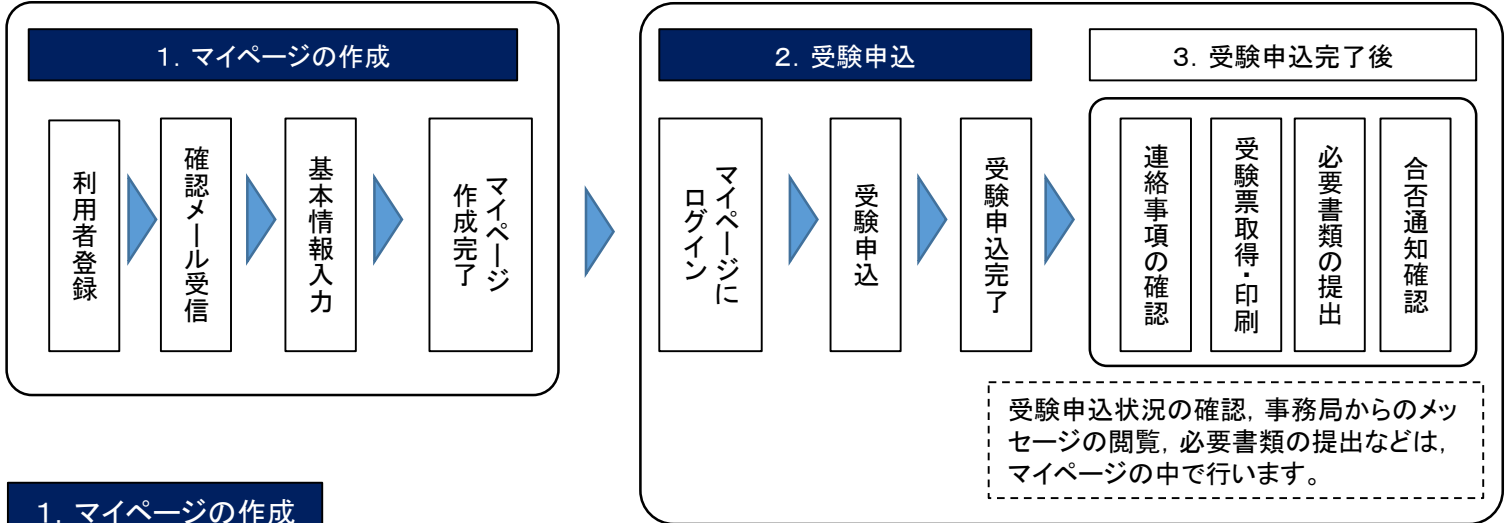 1．マイページの作成
利用者登録
確認メール受信
基本情報入力
マイページ
作成完了
2．受験申込
マイページに
ログイン
受験申込
受験申込完了
3．受験申込完了後
連絡事項の確認
受験票取得・印刷
必要書類の提出
合否通知確認
受験申込状況の確認，事務局からのメッ
セージの閲覧，必要書類の提出などは，
マイページの中で行います。
1．マイページの作成